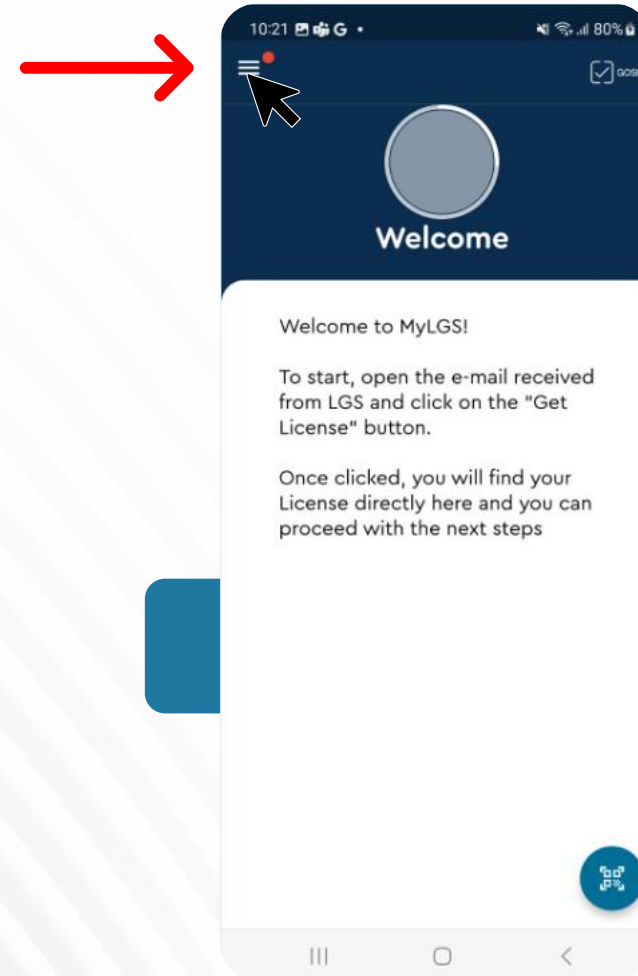 10:21 G
80%
Welcome
Welcome to MyLGS!
To start, open the e-mail received
from LGS and click on the "Get
License" button.
Once clicked, you will find your
License directly here and you can
proceed with the next steps